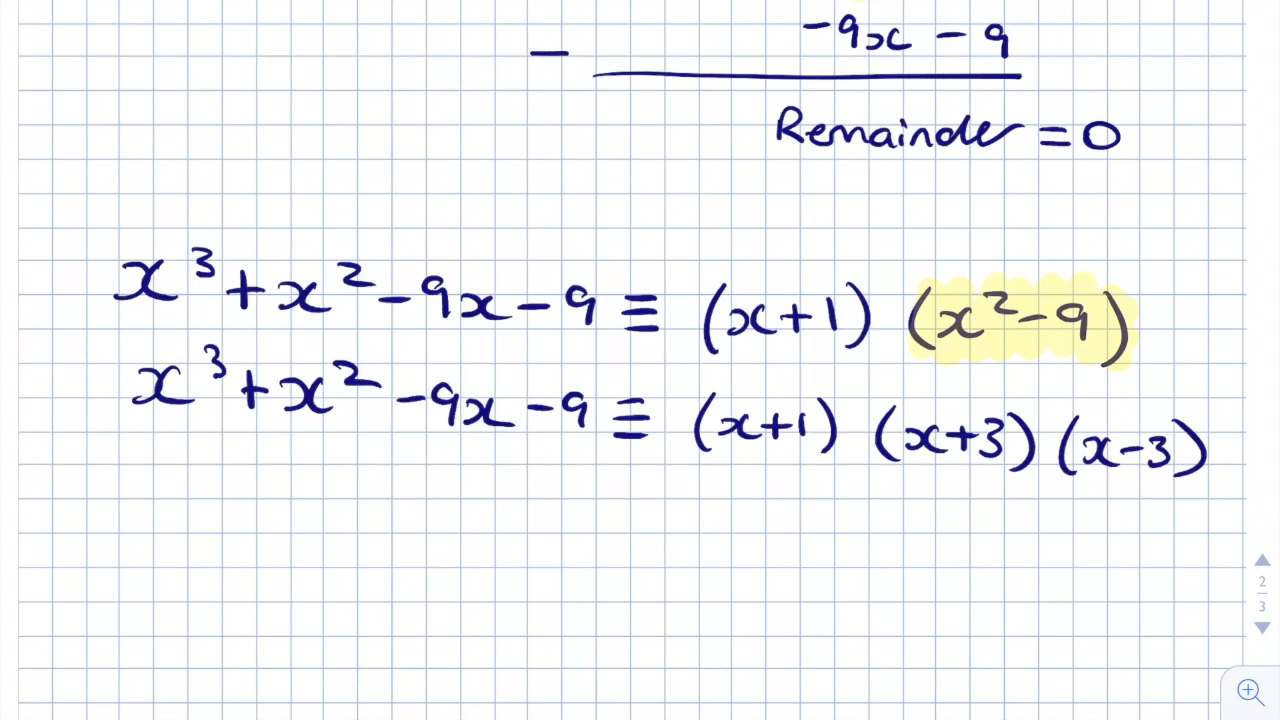 -9x - 9
Remainder = 0
x³ + x² - 9x - 9 ≡ (x+1) (x² - 9)
x³ + x² - 9x - 9 ≡ (x+1) (x+3) (x-3)
2
3